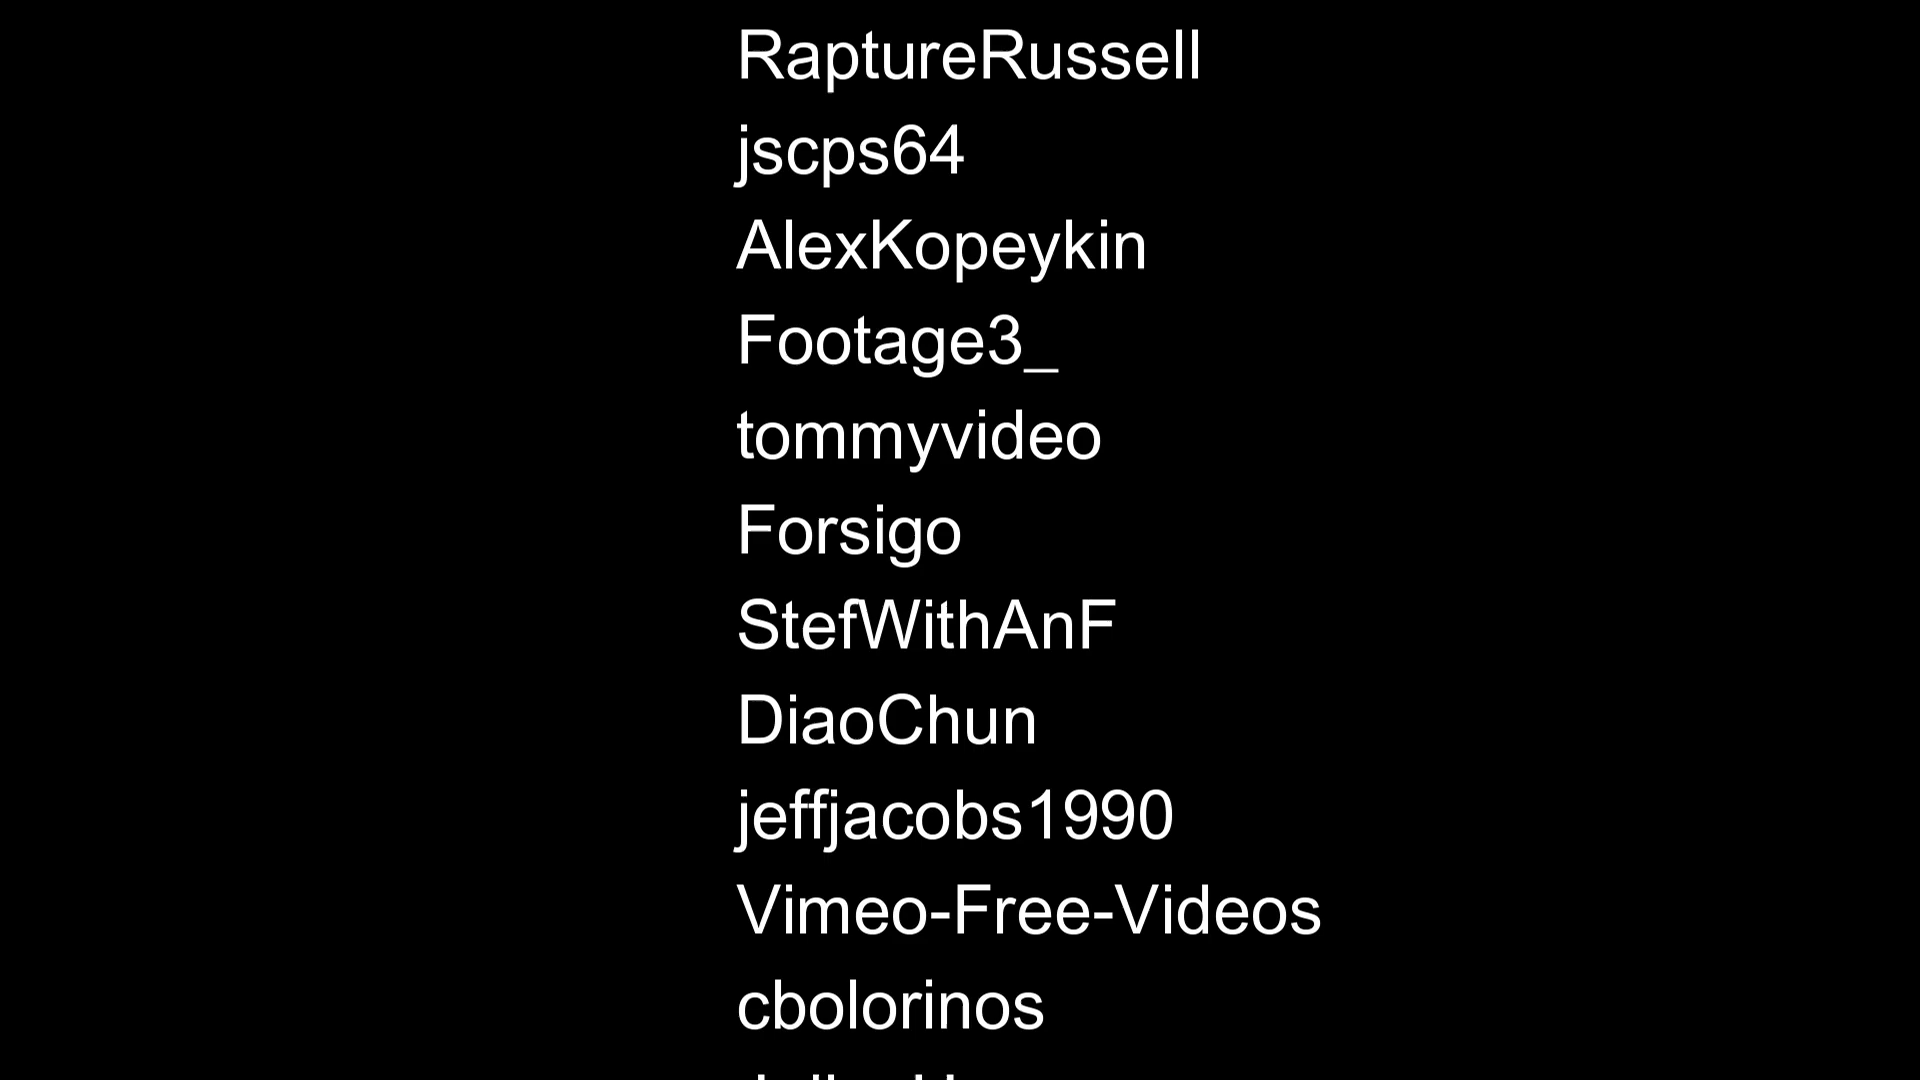 RaptureRussell
jscps64
AlexKopeykin
Footage3_
tommyvideo
Forsigo
StefWithAnF
DiaoChun
jeffjacobs1990
Vimeo-Free-Videos
cbolorinos